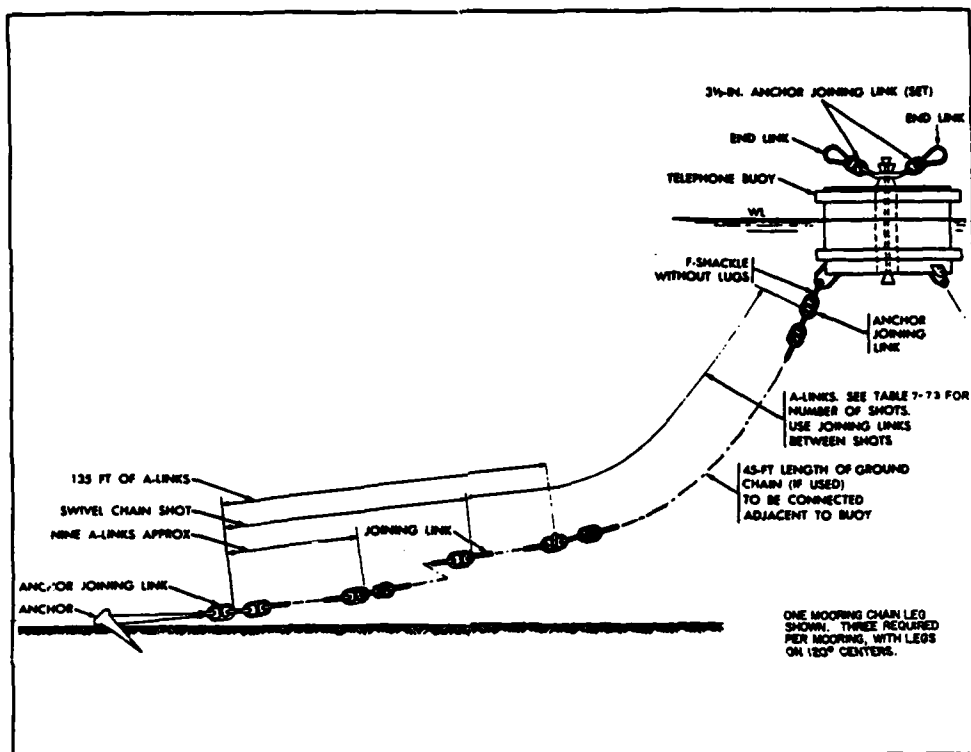 3½-IN. ANCHOR JOINING LINK (SET)
END LINK
END LINK
TELEPHONE BUOY
WL
F-SHACKLE
WITHOUT LUGS
ANCHOR
JOINING
LINK
A-LINKS. SEE TABLE 7-73 FOR
NUMBER OF SHOTS.
USE JOINING LINKS
BETWEEN SHOTS
135 FT OF A-LINKS
45-FT LENGTH OF GROUND
CHAIN (IF USED)
TO BE CONNECTED
ADJACENT TO BUOY
SWIVEL CHAIN SHOT
NINE A-LINKS APPROX
JOINING LINK
ANCHOR JOINING LINK
ANCHOR
ONE MOORING CHAIN LEG
SHOWN. THREE REQUIRED
PER MOORING, WITH LEGS
ON 120° CENTERS.